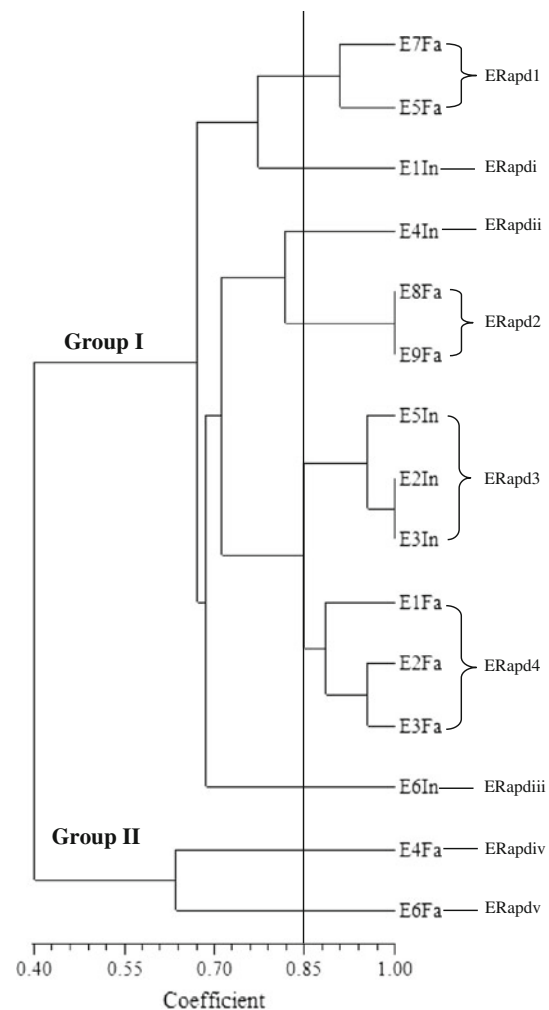 E7Fa
ERapd1
E5Fa
E1In
ERapdi
E4In
ERapdii
E8Fa
Group I
ERapd2
E9Fa
E5In
E2In
ERapd3
E3In
E1Fa
E2Fa
ERapd4
E3Fa
E6In
ERapdiii
Group II
E4Fa
ERapdiv
E6Fa
ERapdv
0.40 0.55 0.70 0.85 1.00
Coefficient